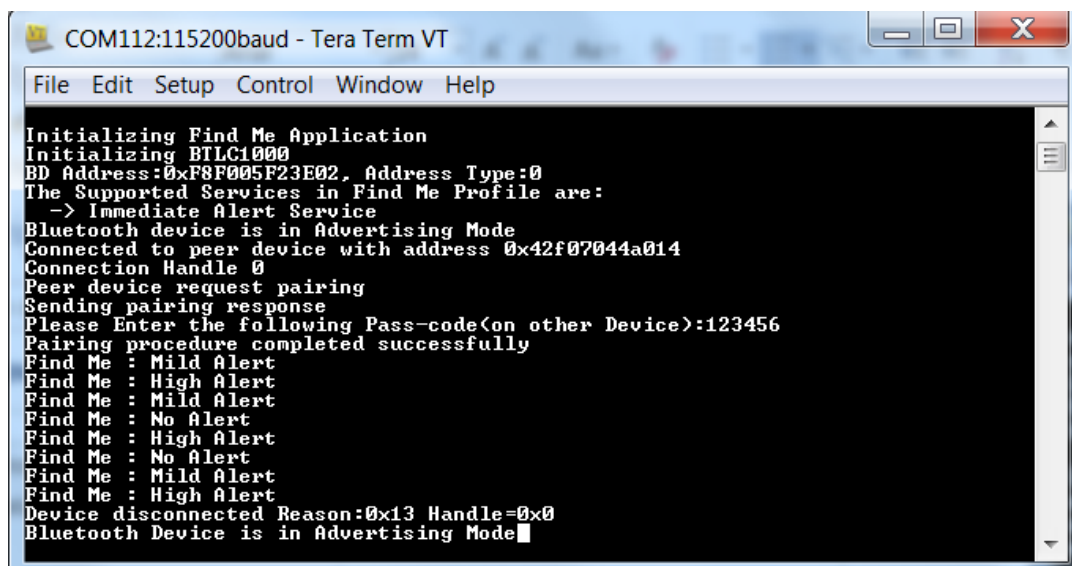 COM112:115200baud - Tera Term VT
File Edit Setup Control Window Help
Initializing Find Me Application
Initializing BTLC1000
BD Address:0xF8F005F23E02, Address Type:0
The Supported Services in Find Me Profile are:
-> Immediate Alert Service
Bluetooth device is in Advertising Mode
Connected to peer device with address 0x42f07044a014
Connection Handle 0
Peer device request pairing
Sending pairing response
Please Enter the following Pass-code(on other Device):123456
Pairing procedure completed successfully
Find Me : Mild Alert
Find Me : High Alert
Find Me : Mild Alert
Find Me : No Alert
Find Me : High Alert
Find Me : No Alert
Find Me : Mild Alert
Find Me : High Alert
Device disconnected Reason:0x13 Handle=0x0
Bluetooth Device is in Advertising Mode